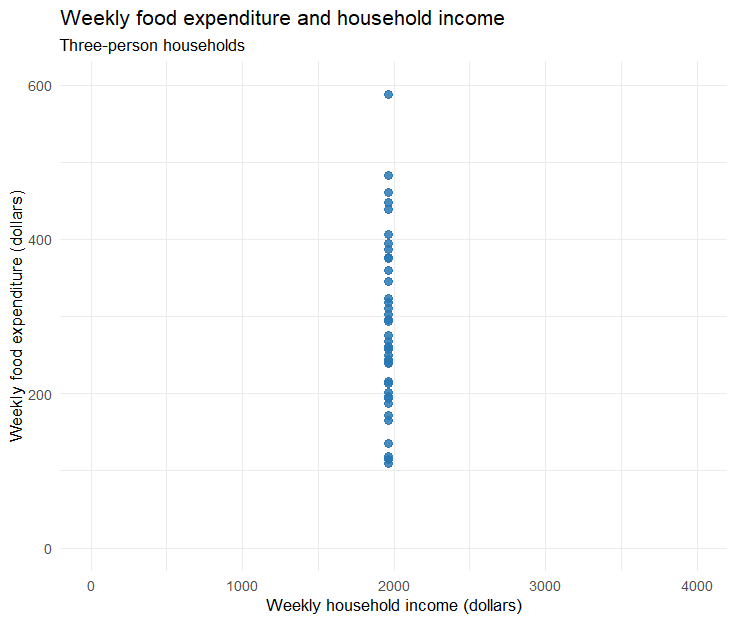 Weekly food expenditure and household income
Three-person households
Weekly food expenditure (dollars)
600
400
200
0
0 1000 2000 3000 4000
Weekly household income (dollars)